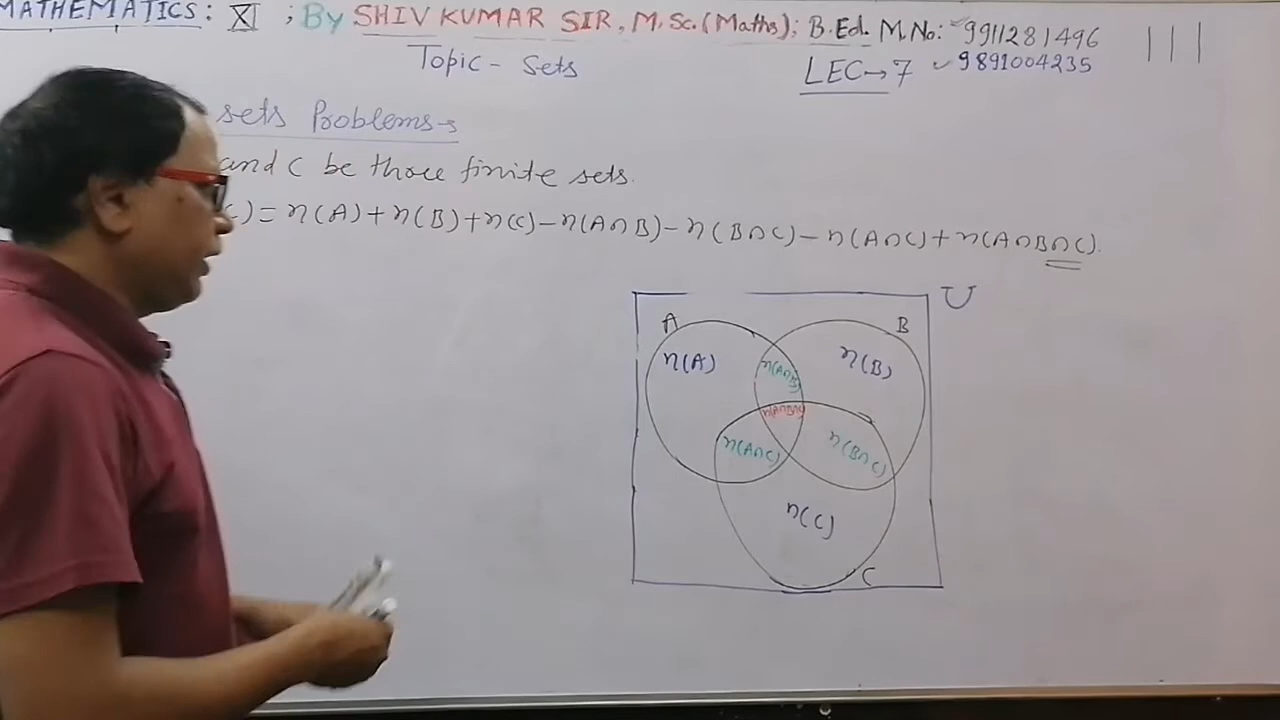 MATHEMATICS: XI ; By SHIV KUMAR SIR, M.Sc.(Maths); B.Ed. M.No: 9911281496
Topic - Sets
LEC→7 9891004235
sets Problems→
and C be three finite sets.
C) = n(A) + n(B) + n(C) - n(A∩B) - n(B∩C) - n(A∩C) + n(A∩B∩C).
U
A
B
n(A)
n(A∩B)
n(B)
n(A∩B∩C)
n(A∩C)
n(B∩C)
n(C)
C